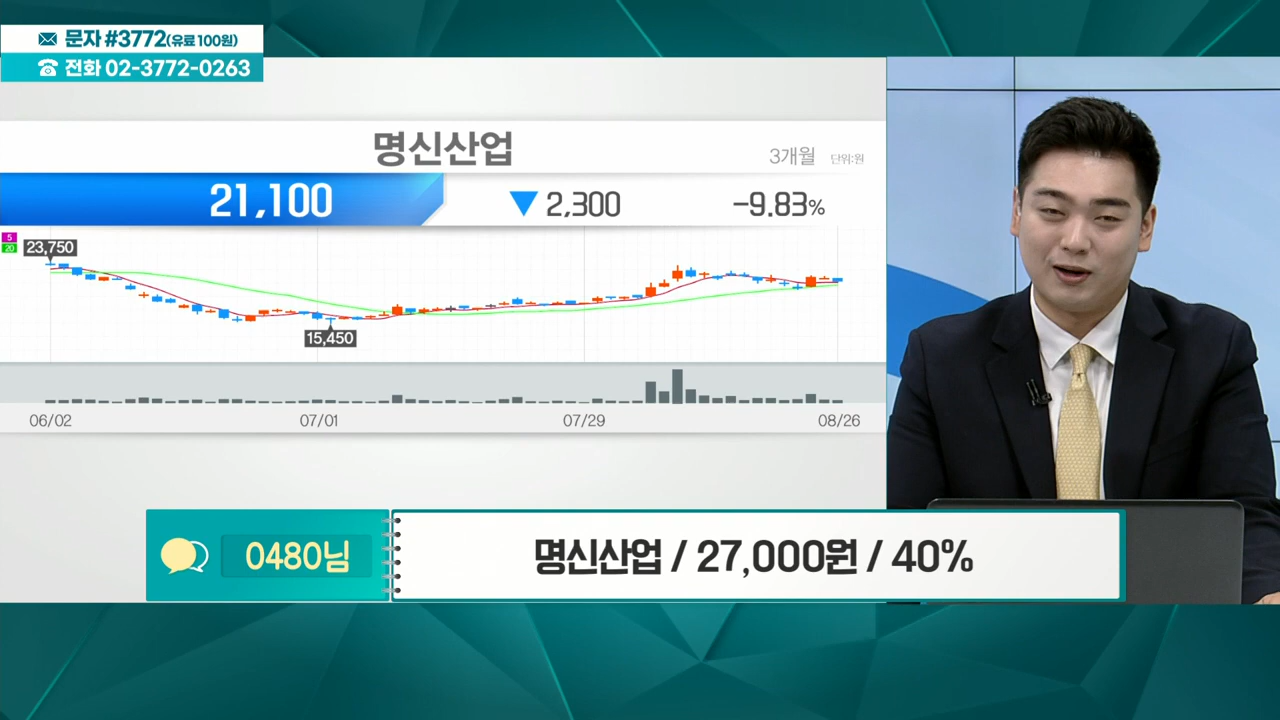 문자 #3772(유료 100원)
전화 02-3772-0263
명신산업
3개월 단위:원
21,100 ▼ 2,300 -9.83%
5
20
23,750
15,450
06/02 07/01 07/29 08/26
0480님 명신산업 / 27,000원 / 40%